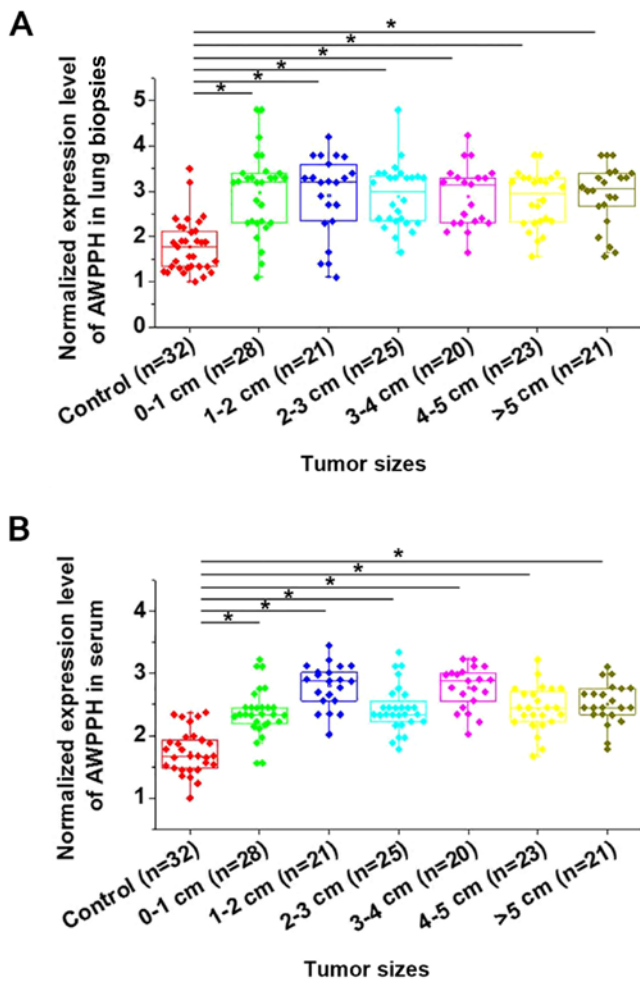 A
*
*
*
*
*
*
Normalized expression level
of AWPPH in lung biopsies
5
4
3
2
1
0
Control (n=32)
0-1 cm (n=28)
1-2 cm (n=21)
2-3 cm (n=25)
3-4 cm (n=20)
4-5 cm (n=23)
>5 cm (n=21)
Tumor sizes
B
*
*
*
*
*
*
Normalized expression level
of AWPPH in serum
4
3
2
1
Control (n=32)
0-1 cm (n=28)
1-2 cm (n=21)
2-3 cm (n=25)
3-4 cm (n=20)
4-5 cm (n=23)
>5 cm (n=21)
Tumor sizes